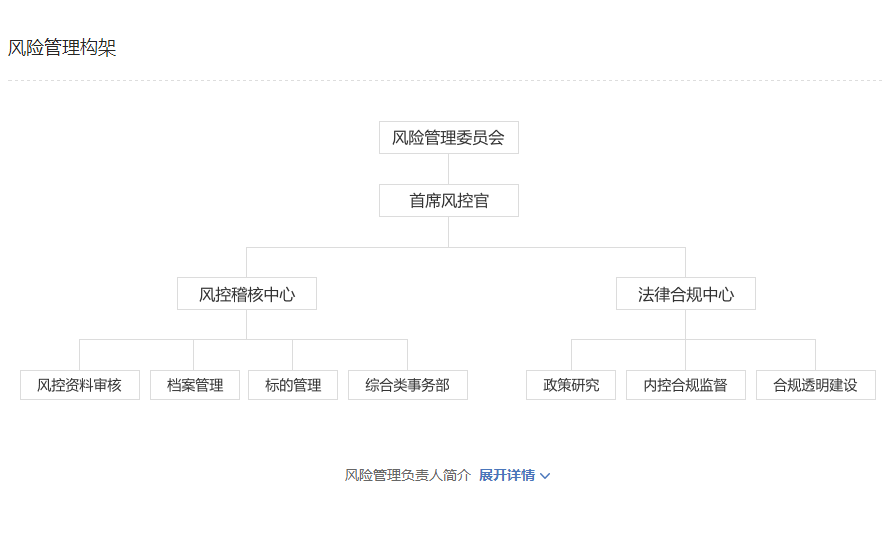 风险管理构架
风险管理委员会
首席风控官
风控稽核中心
法律合规中心
风控资料审核
档案管理
标的管理
综合类事务部
政策研究
内控合规监督
合规透明建设
风险管理负责人简介 展开详情